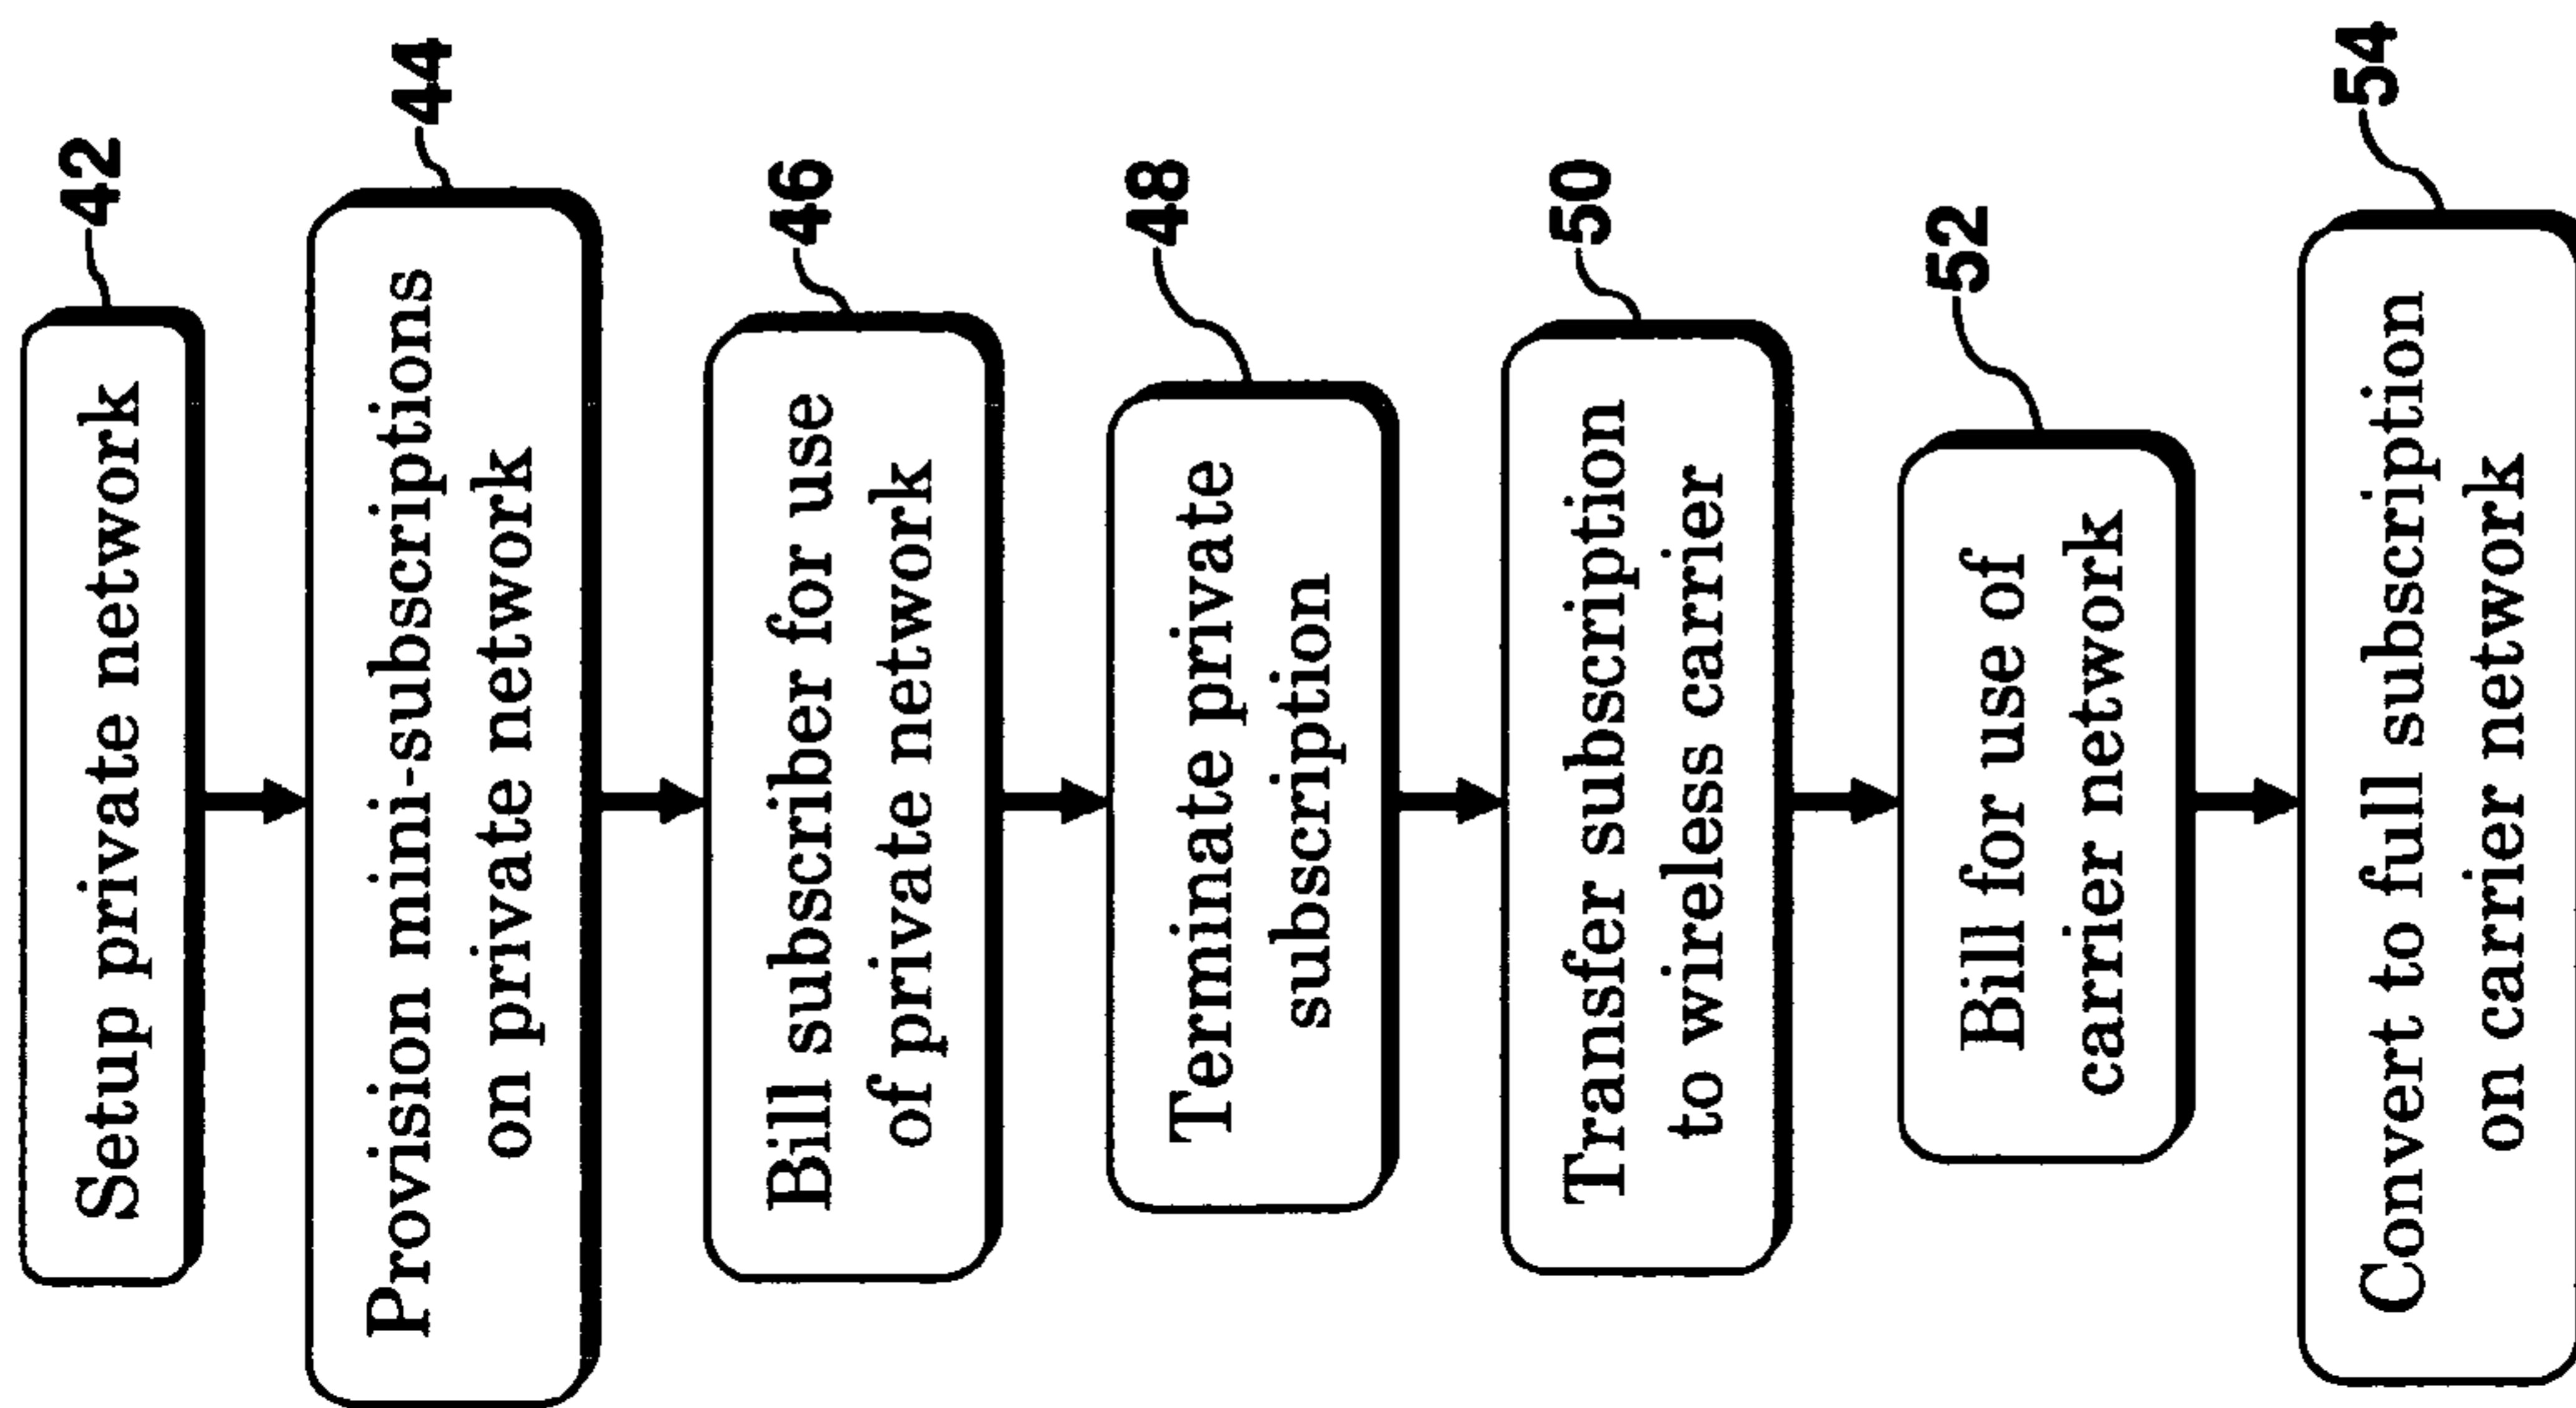 Setup private network
42
Provision mini-subscriptions
on private network
44
Bill subscriber for use
of private network
46
Terminate private
subscription
48
Transfer subscription
to wireless carrier
50
Bill for use of
carrier network
52
Convert to full subscription
on carrier network
54